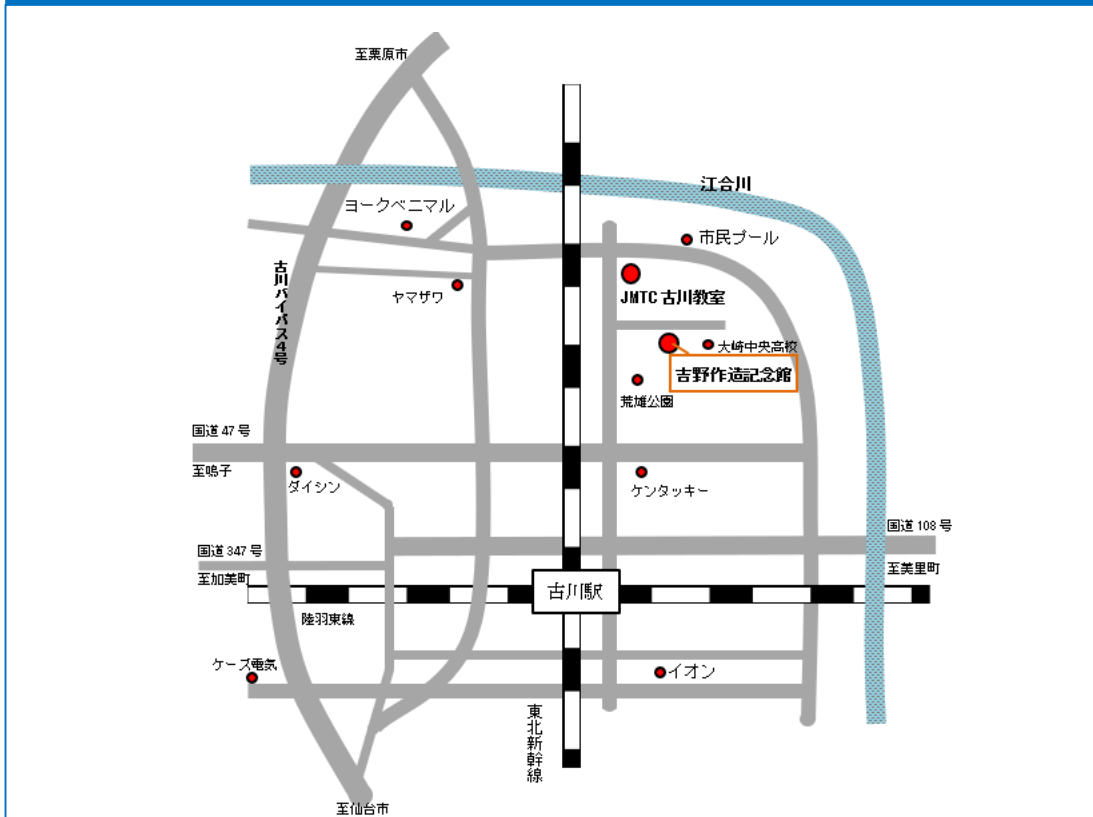 至栗原市
江合川
ヨークベニマル
市民プール
古川バイパス4号
ヤマザワ
JMTC 古川教室
大崎中央高校
吉野作造記念館
荒雄公園
国道 47 号
至鳴子
ダイシン
ケンタッキー
国道 108 号
国道 347 号
至美里町
至加美町
古川駅
陸羽東線
ケーズ電気
イオン
東北新幹線
至仙台市